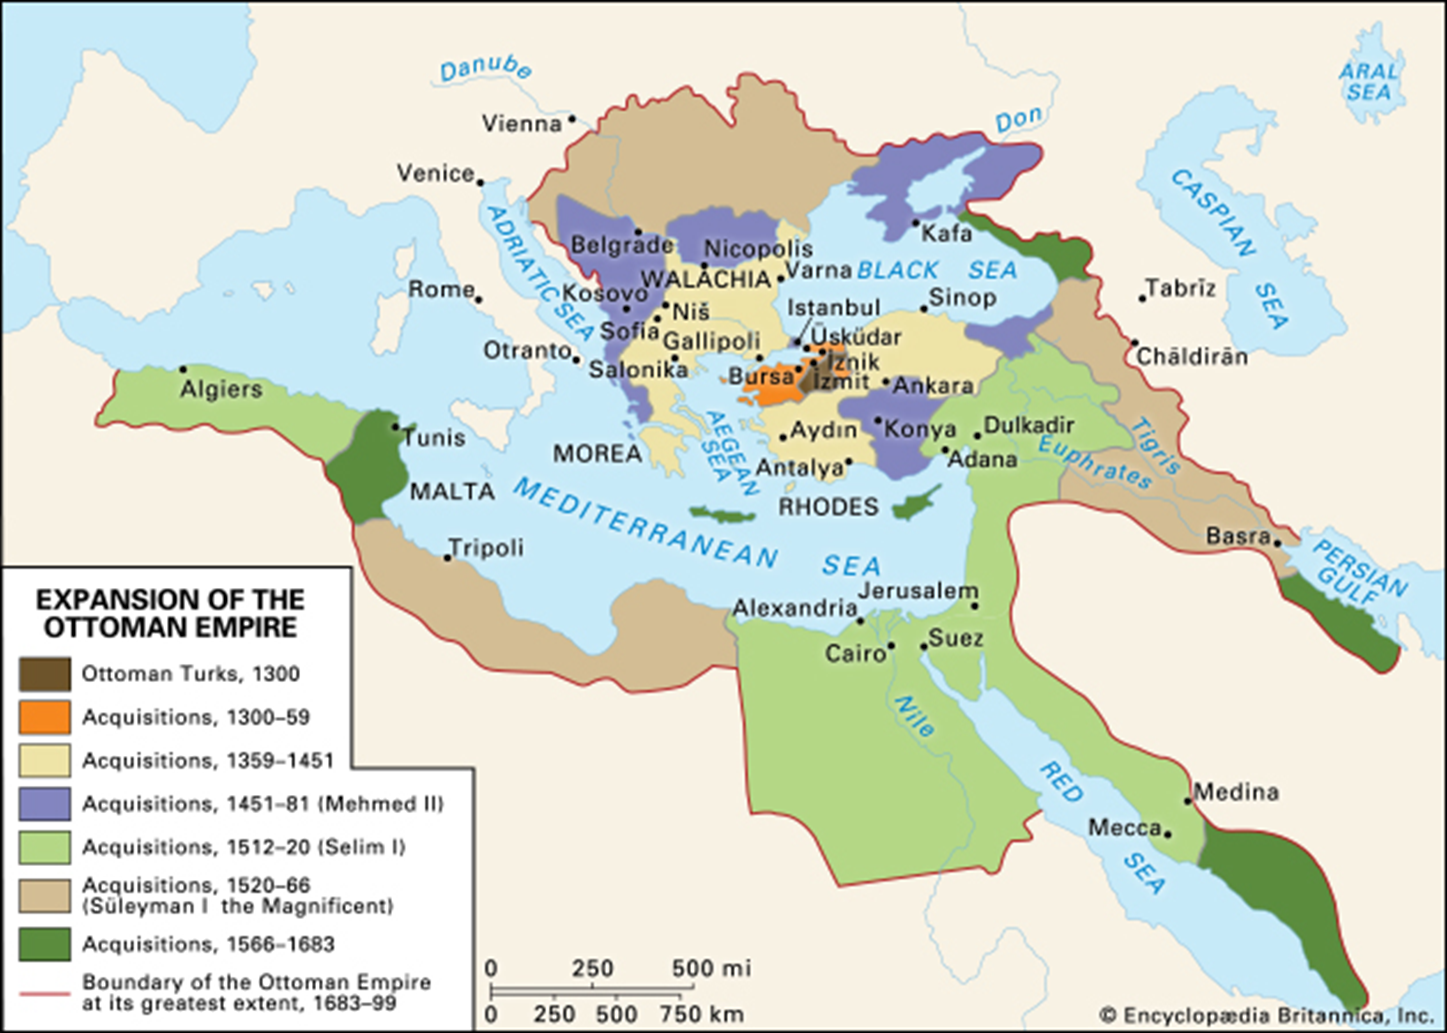 Danube
Vienna
Don
ARAL
SEA
Venice
CASPIAN
SEA
ADRIATIC SEA
Belgrade
Nicopolis
Kafa
WALACHIA
Varna
BLACK SEA
Tabrīz
Rome
Kosovo
Niš
Istanbul
Sinop
Sofia
Gallipoli
Üsküdar
Chāldirān
Otranto
Salonika
Bursa
İznik
İzmit
Ankara
Algiers
Tunis
AEGEAN
SEA
Aydın
Konya
Dulkadir
Tigris
MOREA
Antalya
Adana
Euphrates
MALTA
MEDITERRANEAN SEA
RHODES
Tripoli
Basra
PERSIAN
GULF
Jerusalem
Alexandria
Cairo
Suez
Nile
RED
SEA
Medina
Mecca
EXPANSION OF THE
OTTOMAN EMPIRE
Ottoman Turks, 1300
Acquisitions, 1300–59
Acquisitions, 1359–1451
Acquisitions, 1451–81 (Mehmed II)
Acquisitions, 1512–20 (Selim I)
Acquisitions, 1520–66
(Süleyman I the Magnificent)
Acquisitions, 1566–1683
Boundary of the Ottoman Empire
at its greatest extent, 1683–99
0 250 500 mi
0 250 500 750 km
© Encyclopædia Britannica, Inc.